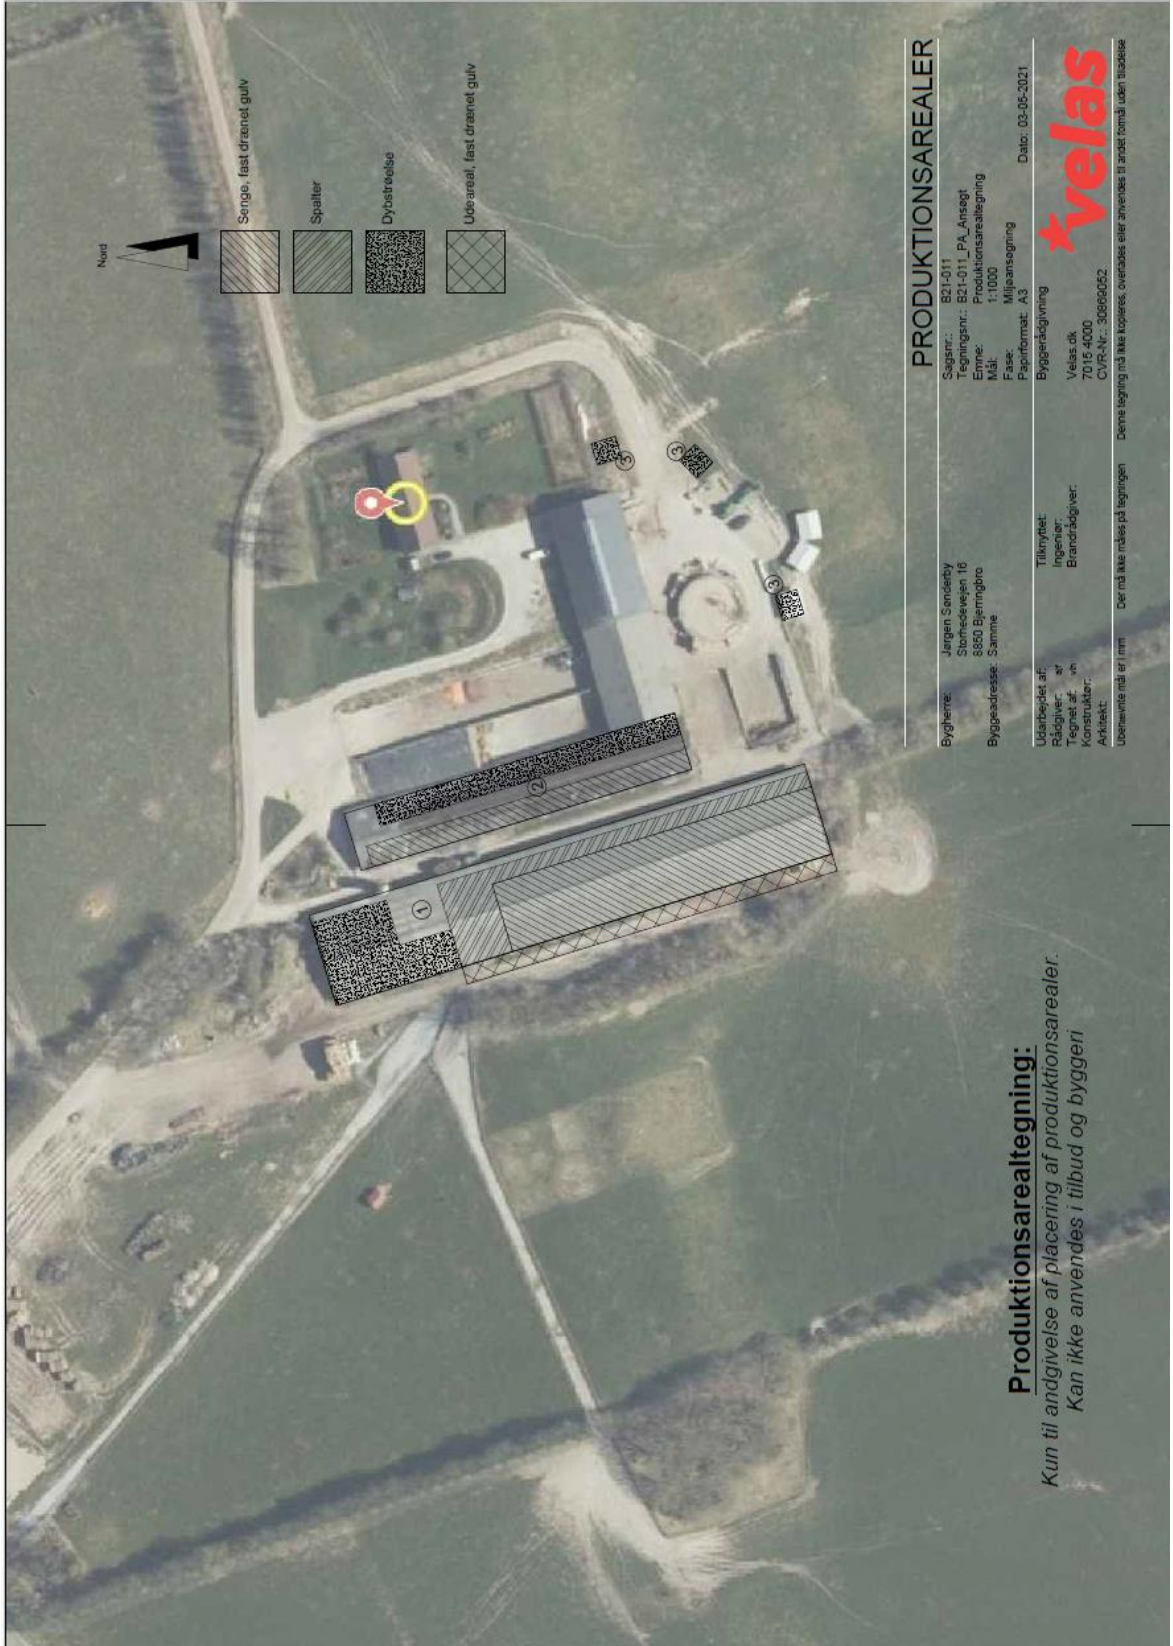 Nord
Senge, fast drænet gulv
Spalter
Dybstrøelse
Udeareal, fast drænet gulv
1
2
3
3
3
Produktionsarealtegning:
Kun til andgivelse af placering af produktionsarealer.
Kan ikke anvendes i tilbud og byggeri
PRODUKTIONSAREALER
Bygherre: Jørgen Sønderby
Storhedevejen 16
8850 Bjerringbro
Byggeadresse: Samme
Sagsnr.: B21-011
Tegningsnr.: B21-011_PA_Ansøgt
Emne: Produktionsarealtegning
Mål: 1:1000
Fase: Miljøansøgning
Papirformat: A3 Dato: 03-05-2021
Udarbejdet af: Tilknyttet:
Rådgiver: Ingeniør:
Tegnet af: vh Brandrådgiver:
Konstruktør:
Arkitekt:
Byggerådgivning
Velas.dk
7015 4000
CVR-Nr.: 30869052
velas
Ubenævnte mål er i mm Der må ikke måles på tegningen Denne tegning må ikke kopieres, overlades eller anvendes til andet formål uden tilladelse